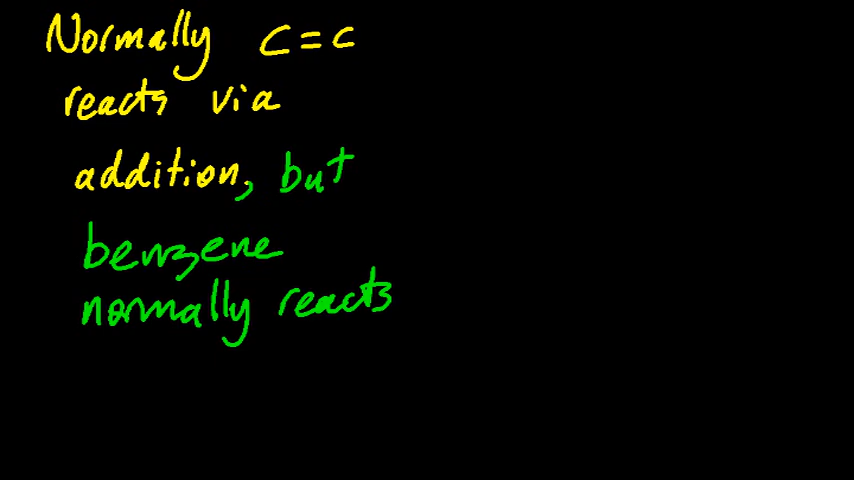 Normally C=C
reacts via
addition, but
benzene
normally reacts